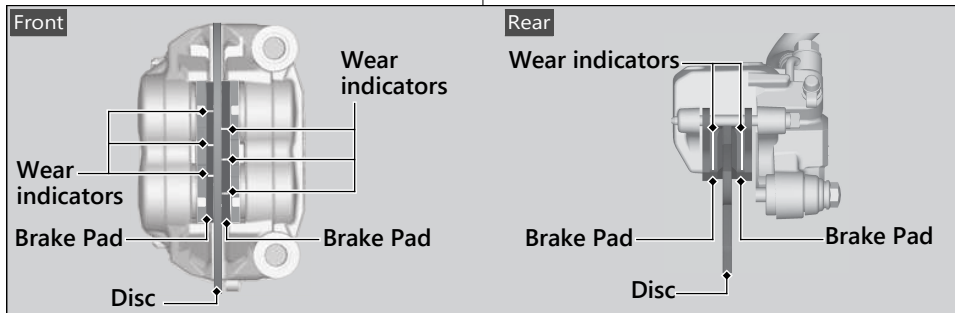 Front
Wear
indicators
Wear
indicators
Brake Pad
Brake Pad
Disc
Rear
Wear indicators
Brake Pad
Brake Pad
Disc